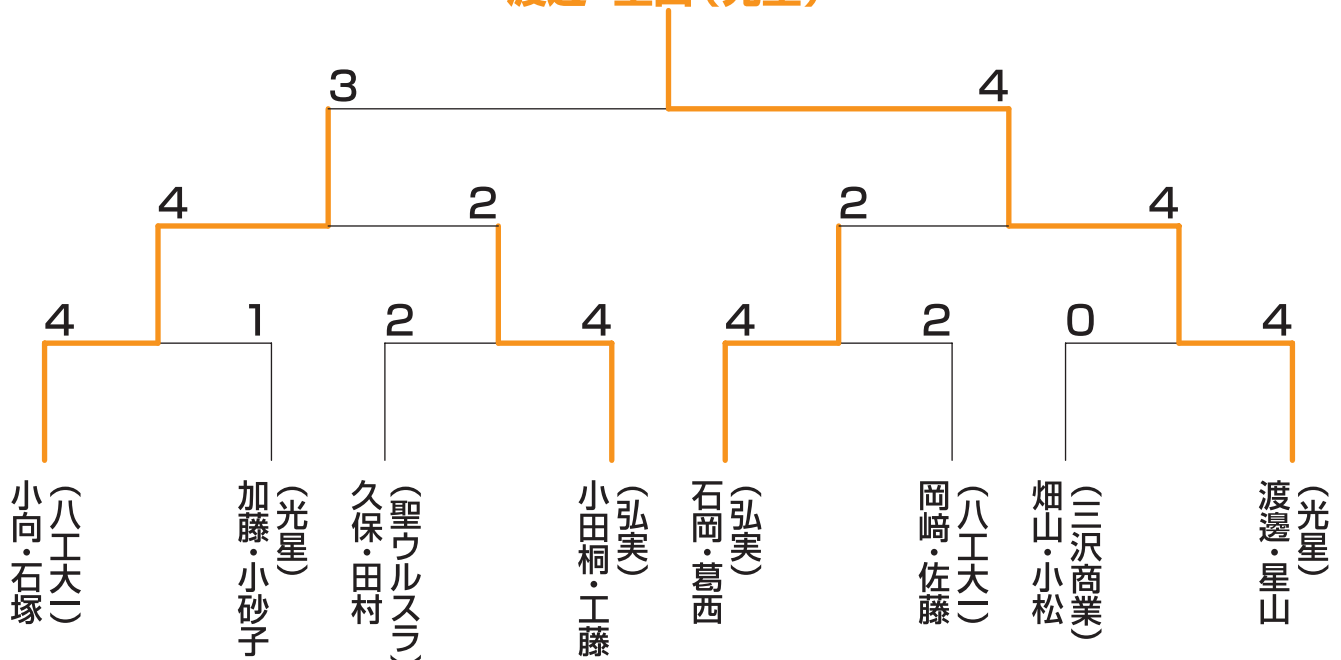 3
4
4
2
2
4
4
1
2
4
4
2
0
4
(八工大一)
小向・石塚
(光星)
加藤・小砂子
(聖ウルスラ)
久保・田村
(弘実)
小田桐・工藤
(弘実)
石岡・葛西
(八工大一)
岡﨑・佐藤
(三沢商業)
畑山・小松
(光星)
渡邊・星山